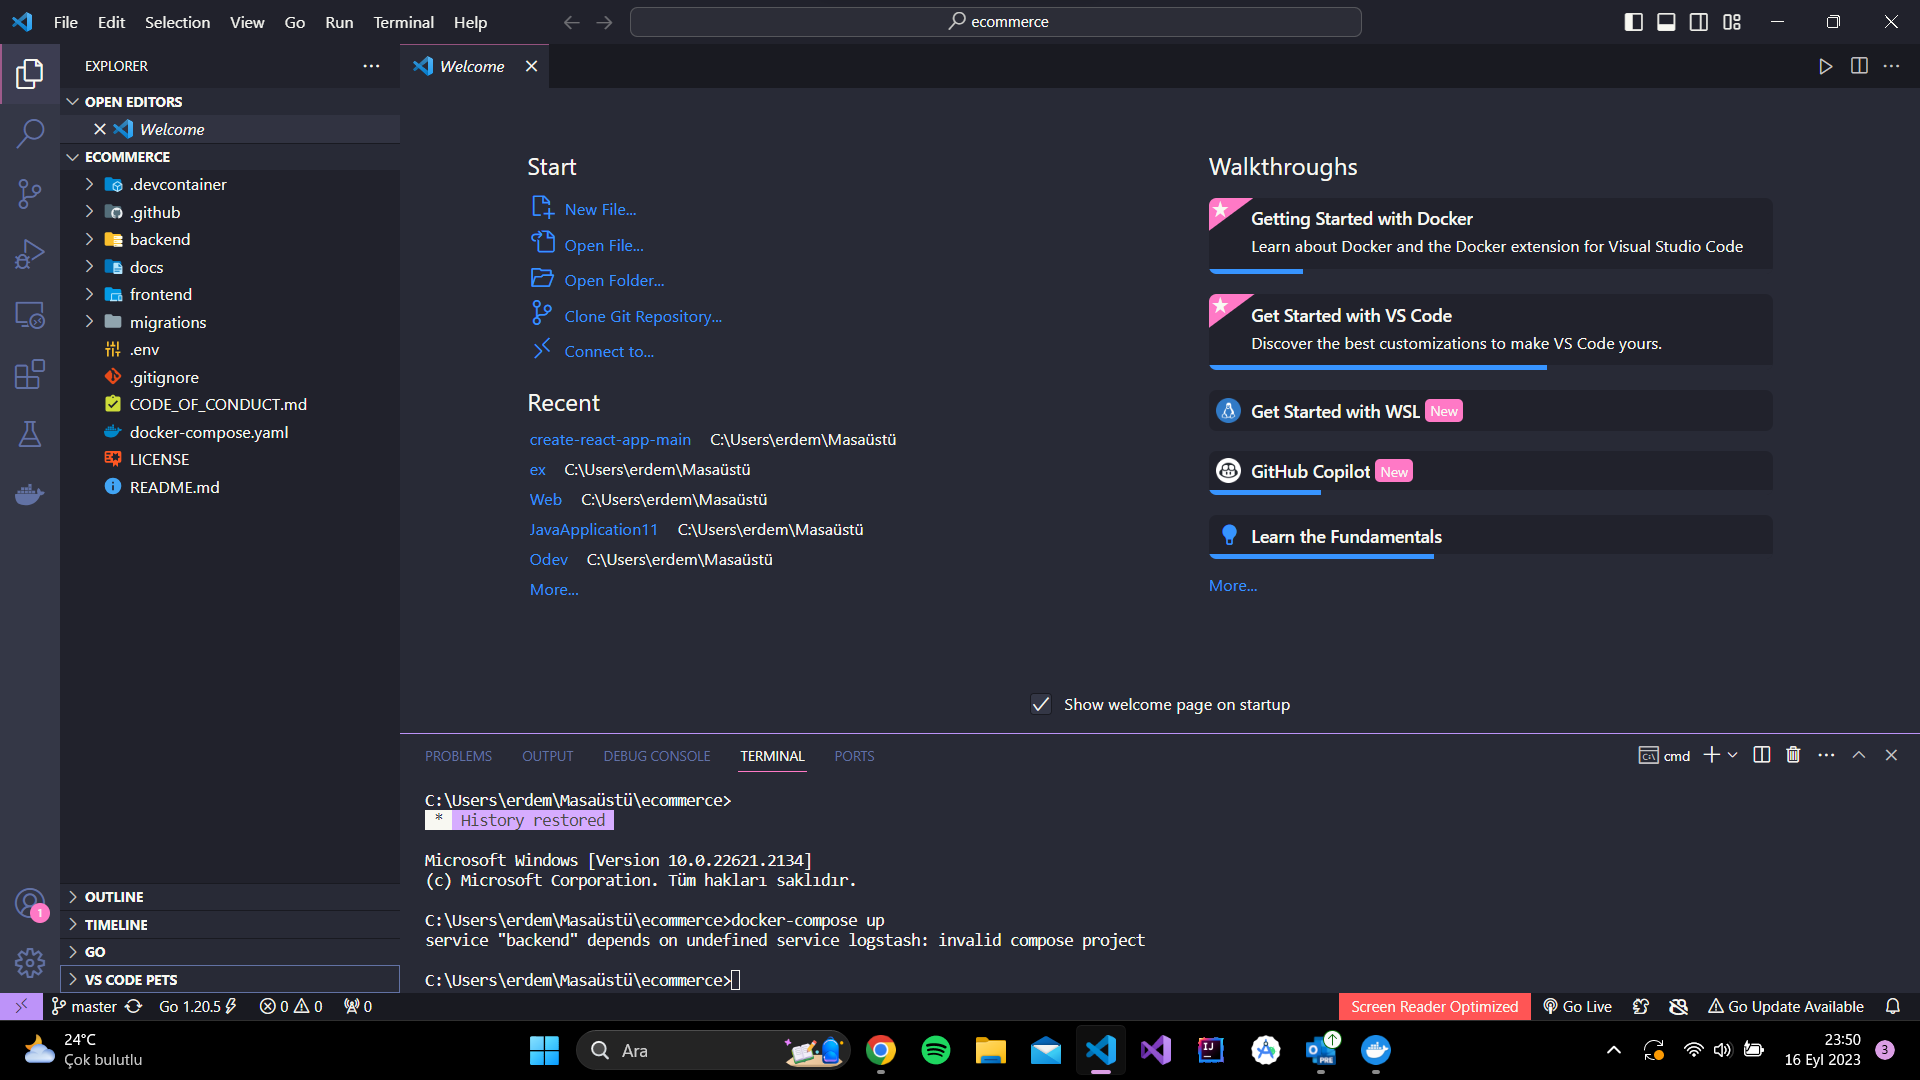 File Edit Selection View Go Run Terminal Help
ecommerce
EXPLORER
Welcome
OPEN EDITORS
Welcome
ECOMMERCE
.devcontainer
.github
backend
docs
frontend
migrations
.env
.gitignore
CODE_OF_CONDUCT.md
docker-compose.yaml
LICENSE
README.md
OUTLINE
TIMELINE
GO
VS CODE PETS
Start
New File...
Open File...
Open Folder...
Clone Git Repository...
Connect to...
Recent
create-react-app-main C:\Users\erdem\Masaüstü
ex C:\Users\erdem\Masaüstü
Web C:\Users\erdem\Masaüstü
JavaApplication11 C:\Users\erdem\Masaüstü
Odev C:\Users\erdem\Masaüstü
More...
Walkthroughs
Getting Started with Docker
Learn about Docker and the Docker extension for Visual Studio Code
Get Started with VS Code
Discover the best customizations to make VS Code yours.
Get Started with WSL New
GitHub Copilot New
Learn the Fundamentals
More...
Show welcome page on startup
PROBLEMS OUTPUT DEBUG CONSOLE TERMINAL PORTS
cmd
C:\Users\erdem\Masaüstü\ecommerce>
* History restored
Microsoft Windows [Version 10.0.22621.2134]
(c) Microsoft Corporation. Tüm hakları saklıdır.
C:\Users\erdem\Masaüstü\ecommerce>docker-compose up
service "backend" depends on undefined service logstash: invalid compose project
C:\Users\erdem\Masaüstü\ecommerce>
1
master Go 1.20.5 0 0 0
Screen Reader Optimized Go Live Go Update Available
24°C
Çok bulutlu
Ara
IJ
PRE
23:50
16 Eyl 2023
3